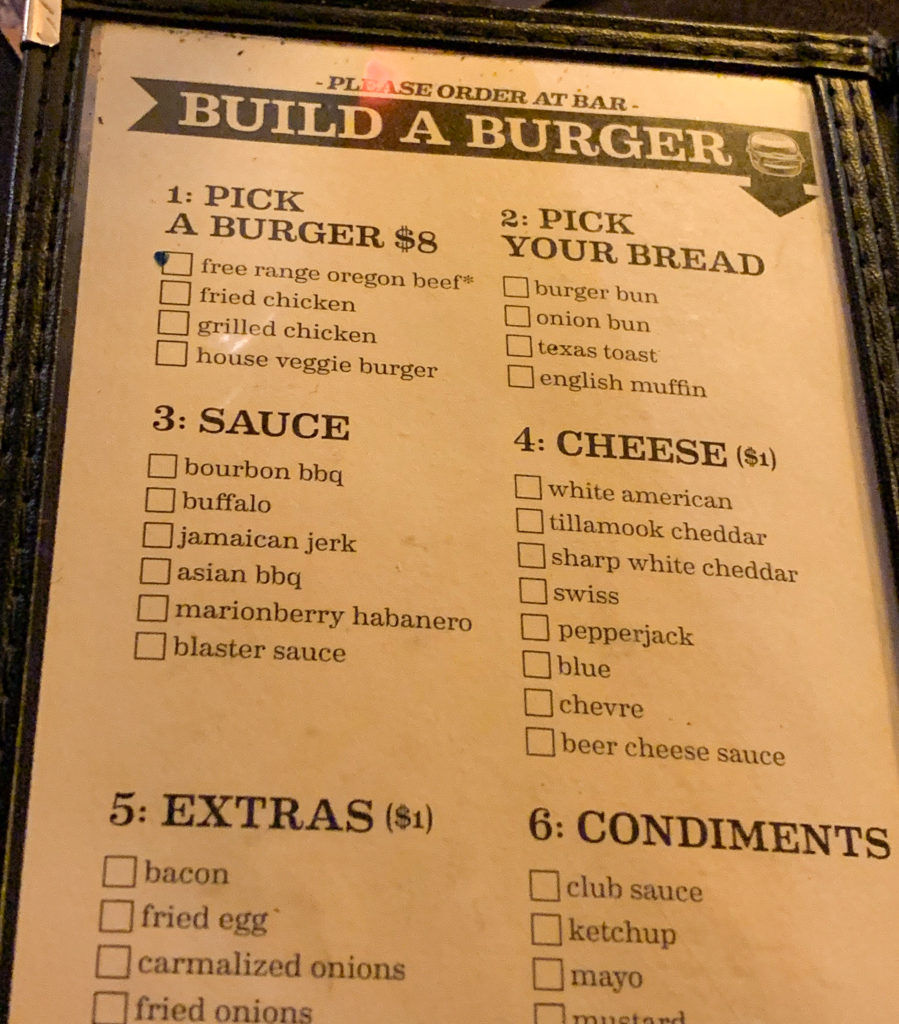 - PLEASE ORDER AT BAR -
BUILD A BURGER
1: PICK
A BURGER $8
free range oregon beef*
fried chicken
grilled chicken
house veggie burger
2: PICK
YOUR BREAD
burger bun
onion bun
texas toast
english muffin
3: SAUCE
bourbon bbq
buffalo
jamaican jerk
asian bbq
marionberry habanero
blaster sauce
4: CHEESE ($1)
white american
tillamook cheddar
sharp white cheddar
swiss
pepperjack
blue
chevre
beer cheese sauce
5: EXTRAS ($1)
bacon
fried egg
carmalized onions
fried onions
6: CONDIMENTS
club sauce
ketchup
mayo
mustard